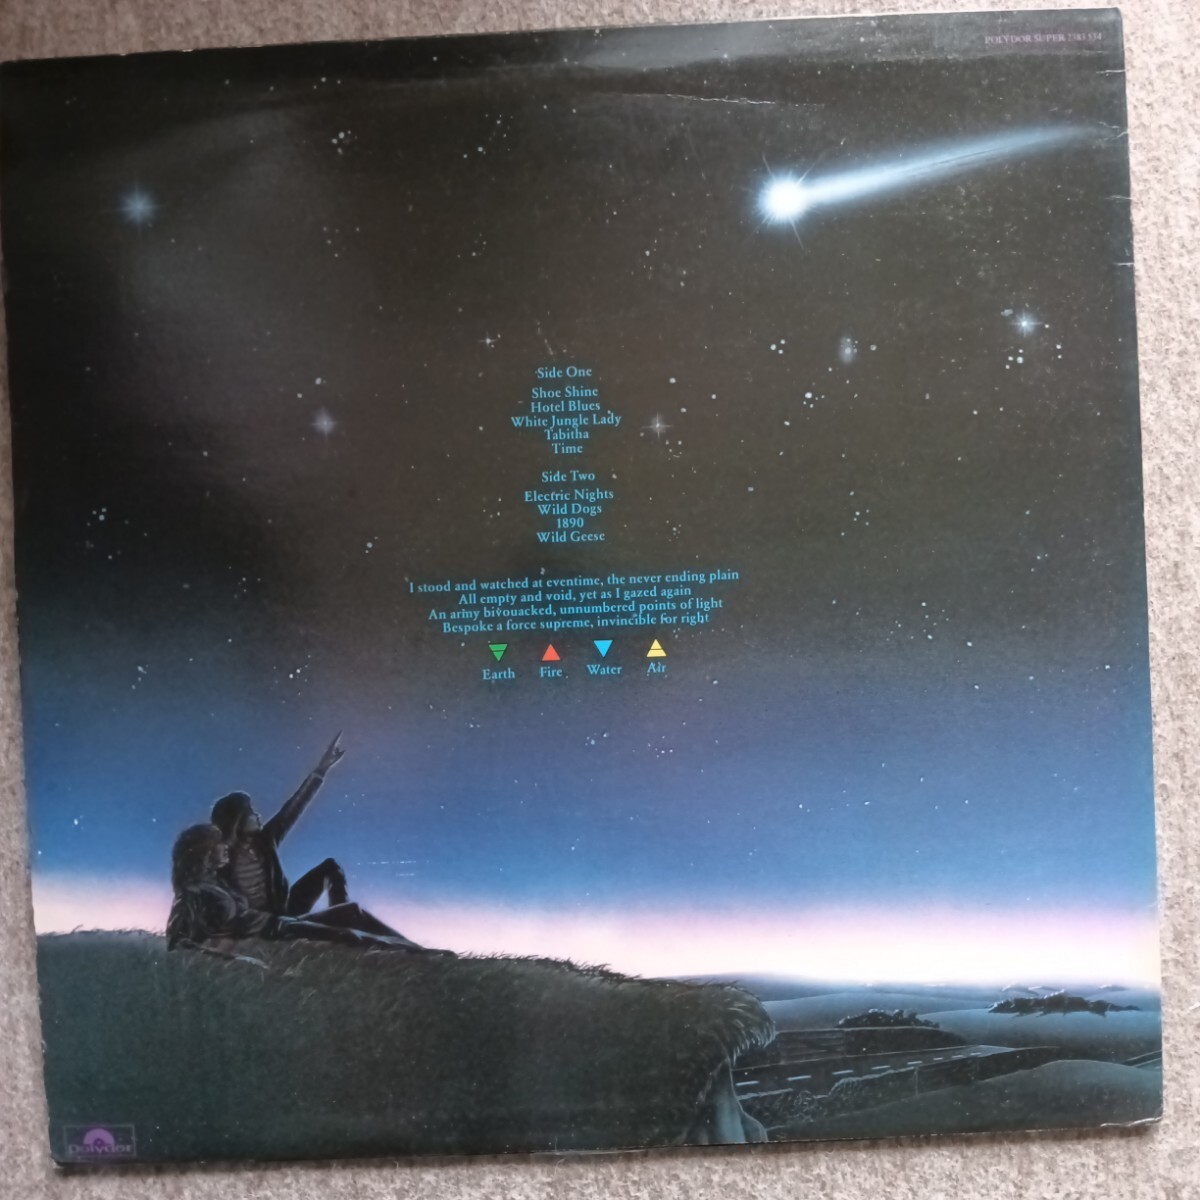 POLYDOR SUPER 2383 534
Side One
Shoe Shine
Hotel Blues
White Jungle Lady
Tabitha
Time
Side Two
Electric Nights
Wild Dogs
1890
Wild Geese
I stood and watched at eventime, the never ending plain
All empty and void, yet as I gazed again
An army bivouacked, unnumbered points of light
Bespoke a force supreme, invincible for right
Earth Fire Water Air
polydor